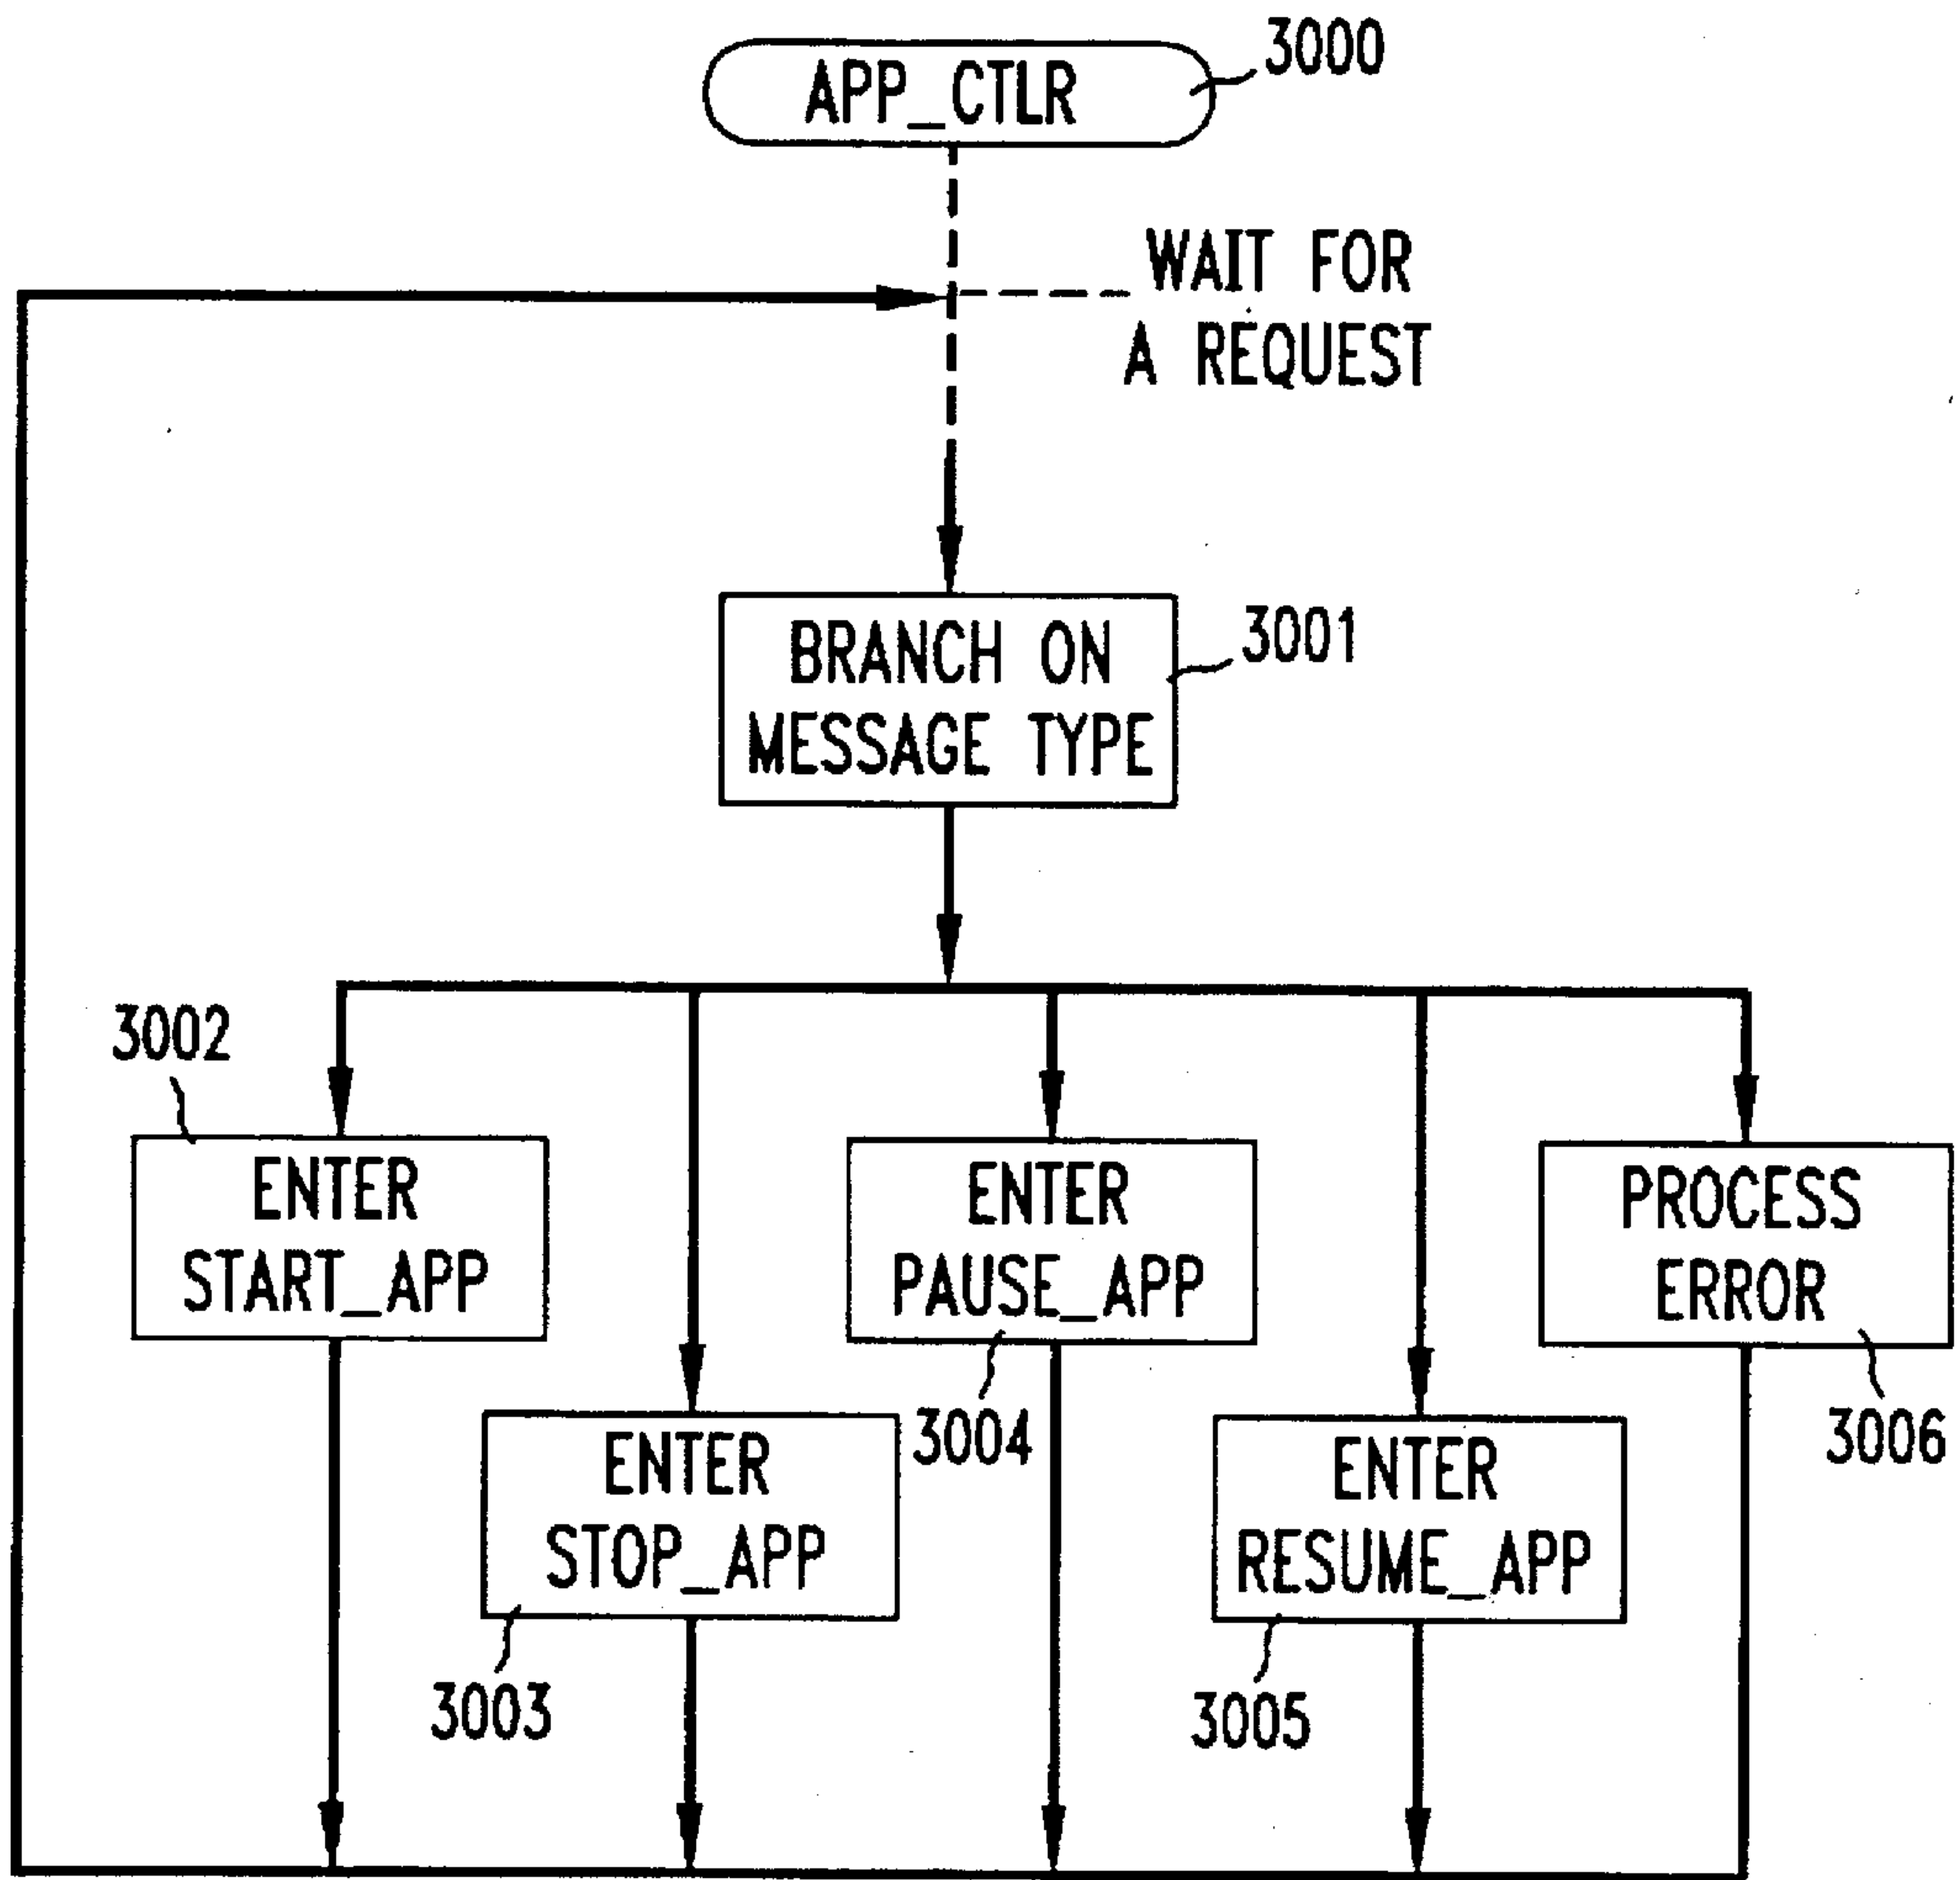 3000
APP_CTLR
WAIT FOR
A REQUEST
3001
BRANCH ON
MESSAGE TYPE
3002
ENTER
START_APP
ENTER
PAUSE_APP
3004
PROCESS
ERROR
3006
ENTER
STOP_APP
3003
ENTER
RESUME_APP
3005